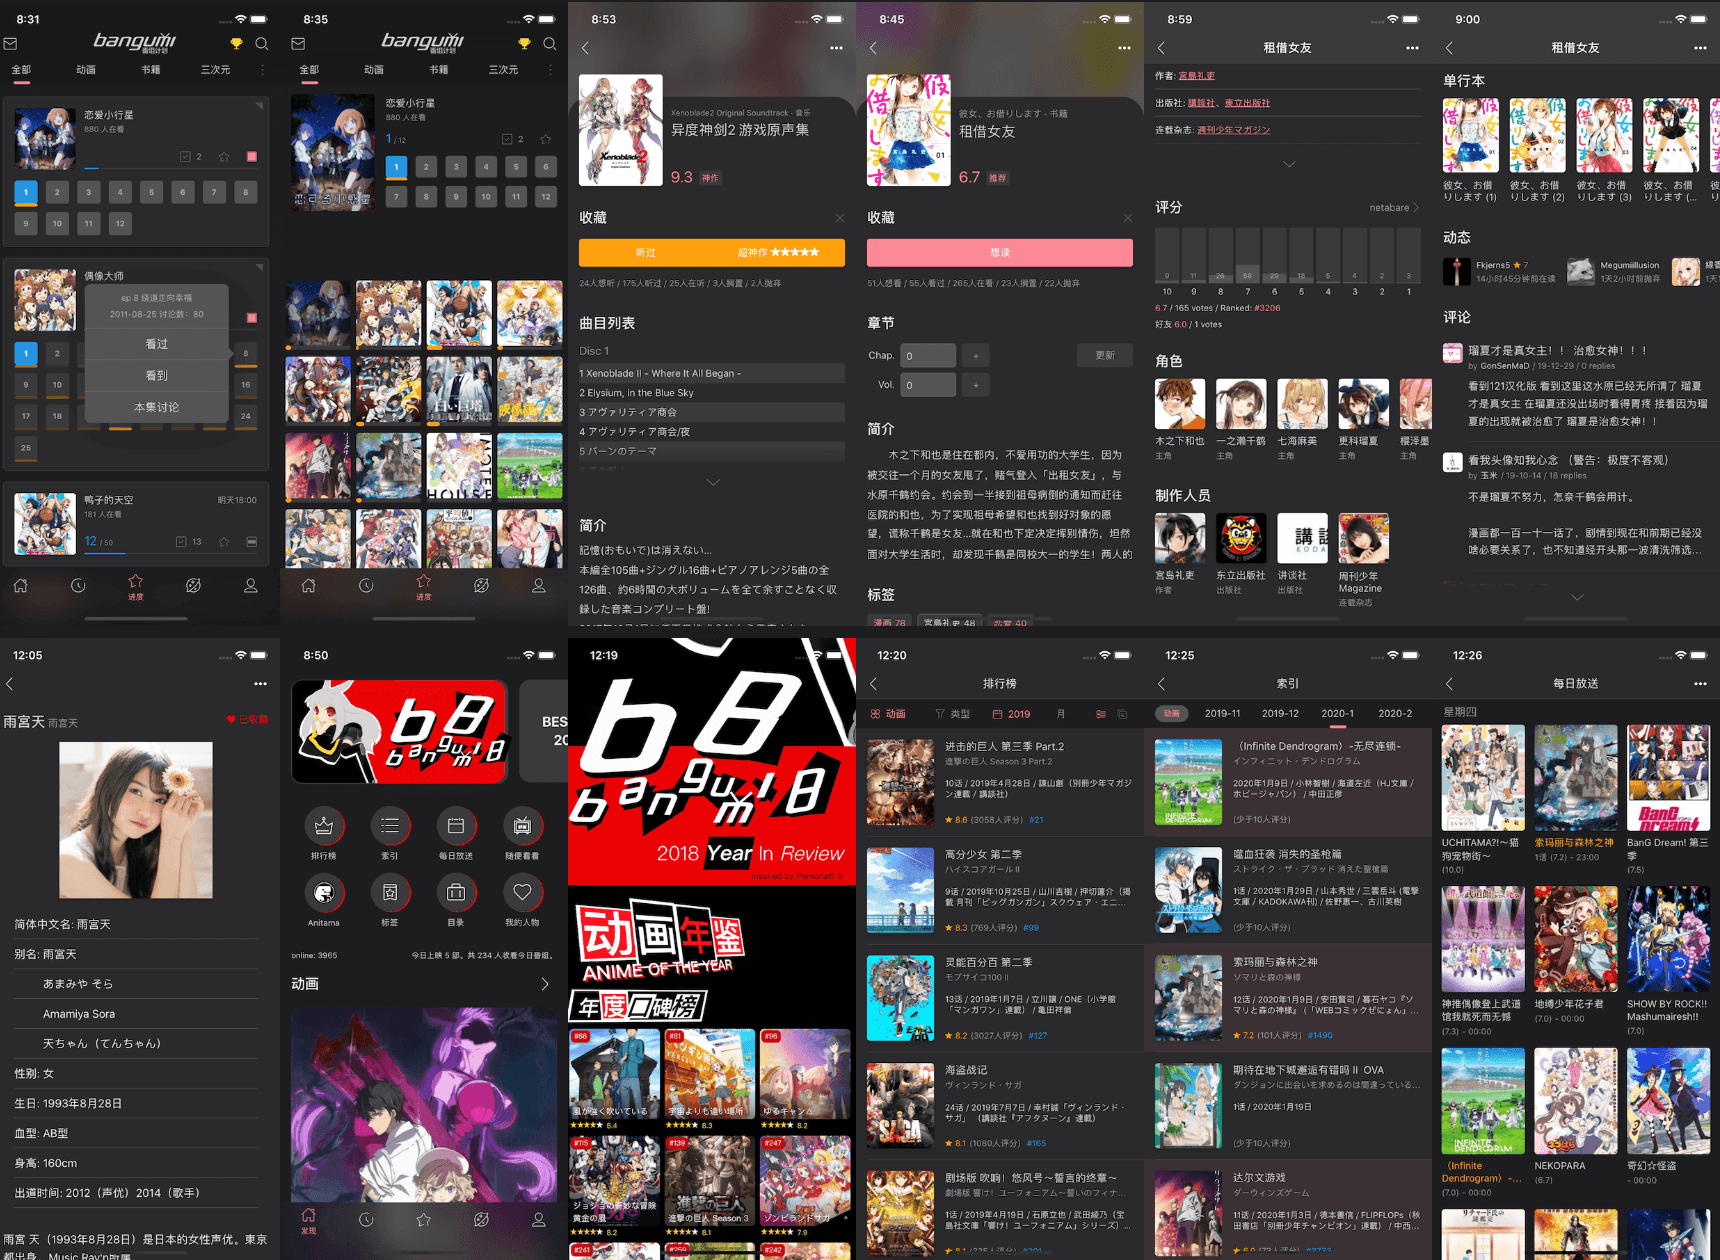 8:31
bangumi
番组计划
全部
动画
书籍
三次元
恋爱小行星
880 人在看
2
1
2
3
4
5
6
7
8
9
10
11
12
偶像大师
ep.8 绕道走向幸福
2011-08-25 讨论数：80
看过
看到
本集讨论
1
2
8
9
10
16
17
18
24
25
鸭子的天空
明天18:00
181 人在看
12 / 50
13
进度
8:35
bangumi
番组计划
全部
动画
书籍
三次元
恋爱小行星
880 人在看
1 / 12
2
1
2
3
4
5
6
7
8
9
10
11
12
进度
8:53
Xenoblade2 Original Soundtrack · 音乐
异度神剑2 游戏原声集
9.3 神作
收藏
听过
超神作 ★★★★★
24人想听 / 175人听过 / 25人在听 / 3人搁置 / 2人抛弃
曲目列表
Disc 1
1 Xenoblade II - Where It All Began -
2 Elysium, in the Blue Sky
3 アヴァリティア商会
4 アヴァリティア商会/夜
5 バーンのテーマ
简介
記憶(おもいで)は消えない...
本編全105曲+ジングル16曲+ピアノアレンジ5曲の全
126曲、約6時間の大ボリュームを全て余すことなく収
録した音楽コンプリート盤!
8:45
彼女、お借りします · 书籍
租借女友
6.7 推荐
收藏
想读
51人想看 / 55人看过 / 265人在看 / 23人搁置 / 22人抛弃
章节
Chap.
0
+
更新
Vol.
0
+
简介
木之下和也是住在都内，不爱用功的大学生，因为
被交往一个月的女友甩了，赌气登入「出租女友」，与
水原千鹤约会。约会到一半接到祖母病倒的通知而赶往
医院的和也，为了实现祖母希望和也找到好对象的愿
望，谎称千鹤是女友...就在和也下定决定挥别情伤，坦然
面对大学生活时，却发现千鹤是同校大一的学生！两人的
标签
漫画 78
宮島礼吏 48
恋爱 40
8:59
租借女友
作者: 宮島礼吏
出版社: 講談社、東立出版社
连载杂志: 週刊少年マガジン
评分
netabare
9
11
26
58
29
18
5
4
2
3
10
9
8
7
6
5
4
3
2
1
6.7 / 165 votes / Ranked: #3206
好友 6.0 / 1 votes
角色
木之下和也
主角
一之濑千鹤
主角
七海麻美
主角
更科瑠夏
主角
樱泽墨
主角
制作人员
宮島礼吏
作者
东立出版社
出版社
讲谈社
出版社
周刊少年
Magazine
连载杂志
9:00
租借女友
单行本
彼女、お借
りします (1)
彼女、お借
りします (2)
彼女、お借
りします (3)
彼女、お借
りします (...
动态
Fkjerns5 ★ 7
14小时45分钟前在读
Megumiillusion
1天2小时前抛弃
评论
瑠夏才是真女主！！ 治愈女神！！！
by GonSenMaD / 19-12-29 / 0 replies
看到121汉化版 看到这里这水原已经无所谓了 瑠夏
才是真女主 在瑠夏还没出场时看得胃疼 接着因为瑠
夏的出现就被治愈了 瑠夏是治愈女神！！
看我头像知我心念 （警告：极度不客观）
by 玉米 / 19-10-14 / 18 replies
不是瑠夏不努力，怎奈千鹤会用计。
漫画都一百一十一话了，剧情到现在和前期已经没
啥必要关系了，也不知道经开头那一波清洗筛选...
12:05
雨宫天 雨宮天
已收藏
简体中文名: 雨宫天
别名: 雨宮天
あまみや そら
Amamiya Sora
天ちゃん（てんちゃん）
性别: 女
生日: 1993年8月28日
血型: AB型
身高: 160cm
出道时间: 2012（声优）2014（歌手）
雨宮 天（1993年8月28日）是日本的女性声优。東京
8:50
bangumi8
BES
20
排行榜
索引
每日放送
随便看看
Anitama
标签
目录
我的人物
online: 3965
今日上映 5 部。共 234 人收看今日番组。
动画
发现
12:19
bangumi8
2018 Year In Review
Insuired by Persona® 5
动画年鉴
ANIME OF THE YEAR
年度口碑榜
#66
風が強く吹いている
★★★★★ 8.4
#81
宇宙よりも遠い場所
★★★★★ 8.3
#96
ゆるキャン△
★★★★★ 8.2
#115
ジョジョの奇妙な冒険
黄金の風
8.2
#139
進撃の巨人 Season 3
8.1
#247
ゾンビランドサガ
7.9
#241
#259
#242
12:20
排行榜
动画
类型
2019
月
进击的巨人 第三季 Part.2
進撃の巨人 Season 3 Part.2
10话 / 2019年4月28日 / 諫山創（別冊少年マガジ
ン連載 / 講談社）
★ 8.6 (3058人评分) #21
高分少女 第二季
ハイスコアガール II
9话 / 2019年10月25日 / 山川吉樹 / 押切蓮介（掲
載 月刊「ビッグガンガン」スクウェア・エニ...
★ 8.3 (769人评分) #99
灵能百分百 第二季
モブサイコ100 II
13话 / 2019年1月7日 / 立川譲 / ONE（小学館
「マンガワン」連載） / 亀田祥倫
★ 8.2 (3027人评分) #127
海盗战记
ヴィンランド・サガ
24话 / 2019年7月7日 / 幸村誠「ヴィンランド・
サガ」（講談社『アフタヌーン』連載）
★ 8.1 (1080人评分) #165
剧场版 吹响！悠风号～誓言的终章～
劇場版 響け！ユーフォニアム～誓いのフィナ...
1话 / 2019年4月19日 / 石原立也 / 武田綾乃（宝
島社文庫『響け！ユーフォニアム』シリーズ）...
12:25
索引
动画
2019-11
2019-12
2020-1
2020-2
〈Infinite Dendrogram〉-无尽连锁-
インフィニット・デンドログラム
2020年1月9日 / 小林智樹 / 海道左近（HJ文庫 /
ホビージャパン） / 中田正彦
(少于10人评分)
噬血狂袭 消失的圣枪篇
ストライク・ザ・ブラッド 消えた聖槍篇
1话 / 2020年1月29日 / 山本秀世 / 三雲岳斗 (電撃
文庫 / KADOKAWA刊) / 佐野恵一、古川英樹
(少于10人评分)
索玛丽与森林之神
ソマリと森の神様
12话 / 2020年1月9日 / 安田賢司 / 暮石ヤコ『ソ
マリと森の神様』（「WEBコミックぜにょん」...
★ 7.2 (101人评分) #1490
期待在地下城邂逅有错吗 II OVA
ダンジョンに出会いを求めるのは間違っている...
1话 / 2020年1月19日
(少于10人评分)
达尔文游戏
ダーウィンズゲーム
1话 / 2020年1月3日 / 徳本善信 / FLIPFLOPs（秋
田書店「別冊少年チャンピオン」連載） / 中西...
12:26
每日放送
星期四
UCHITAMA?!～猫
狗宠物街～
(10.0)
索玛丽与森林之神
1话 (7.2) - 23:00
BanG Dream! 第三
季
(7.5)
神推偶像登上武道
馆我就死而无憾
(7.3) - 00:00
地缚少年花子君
(7.0) - 00:00
SHOW BY ROCK!!
Mashumairesh!!
(7.0)
〈Infinite
Dendrogram〉-...
(7.0) - 00:00
NEKOPARA
(6.7)
奇幻☆怪盗
- 00:00